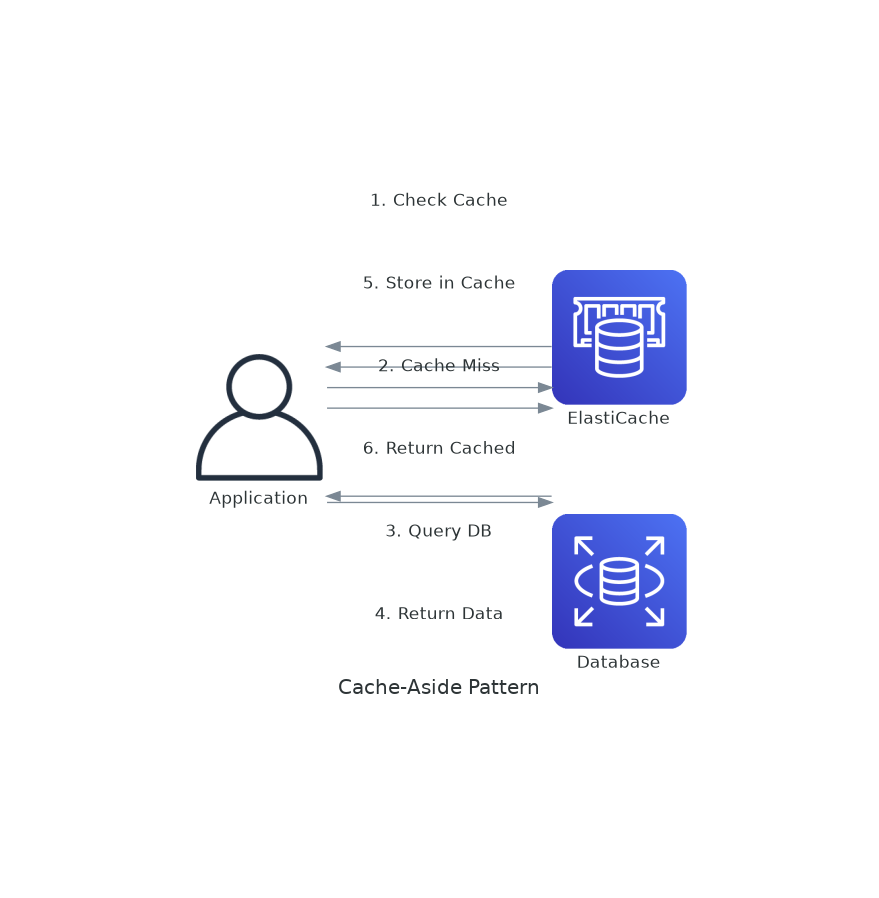 1. Check Cache
5. Store in Cache
2. Cache Miss
ElastiCache
6. Return Cached
Application
3. Query DB
4. Return Data
Database
Cache-Aside Pattern